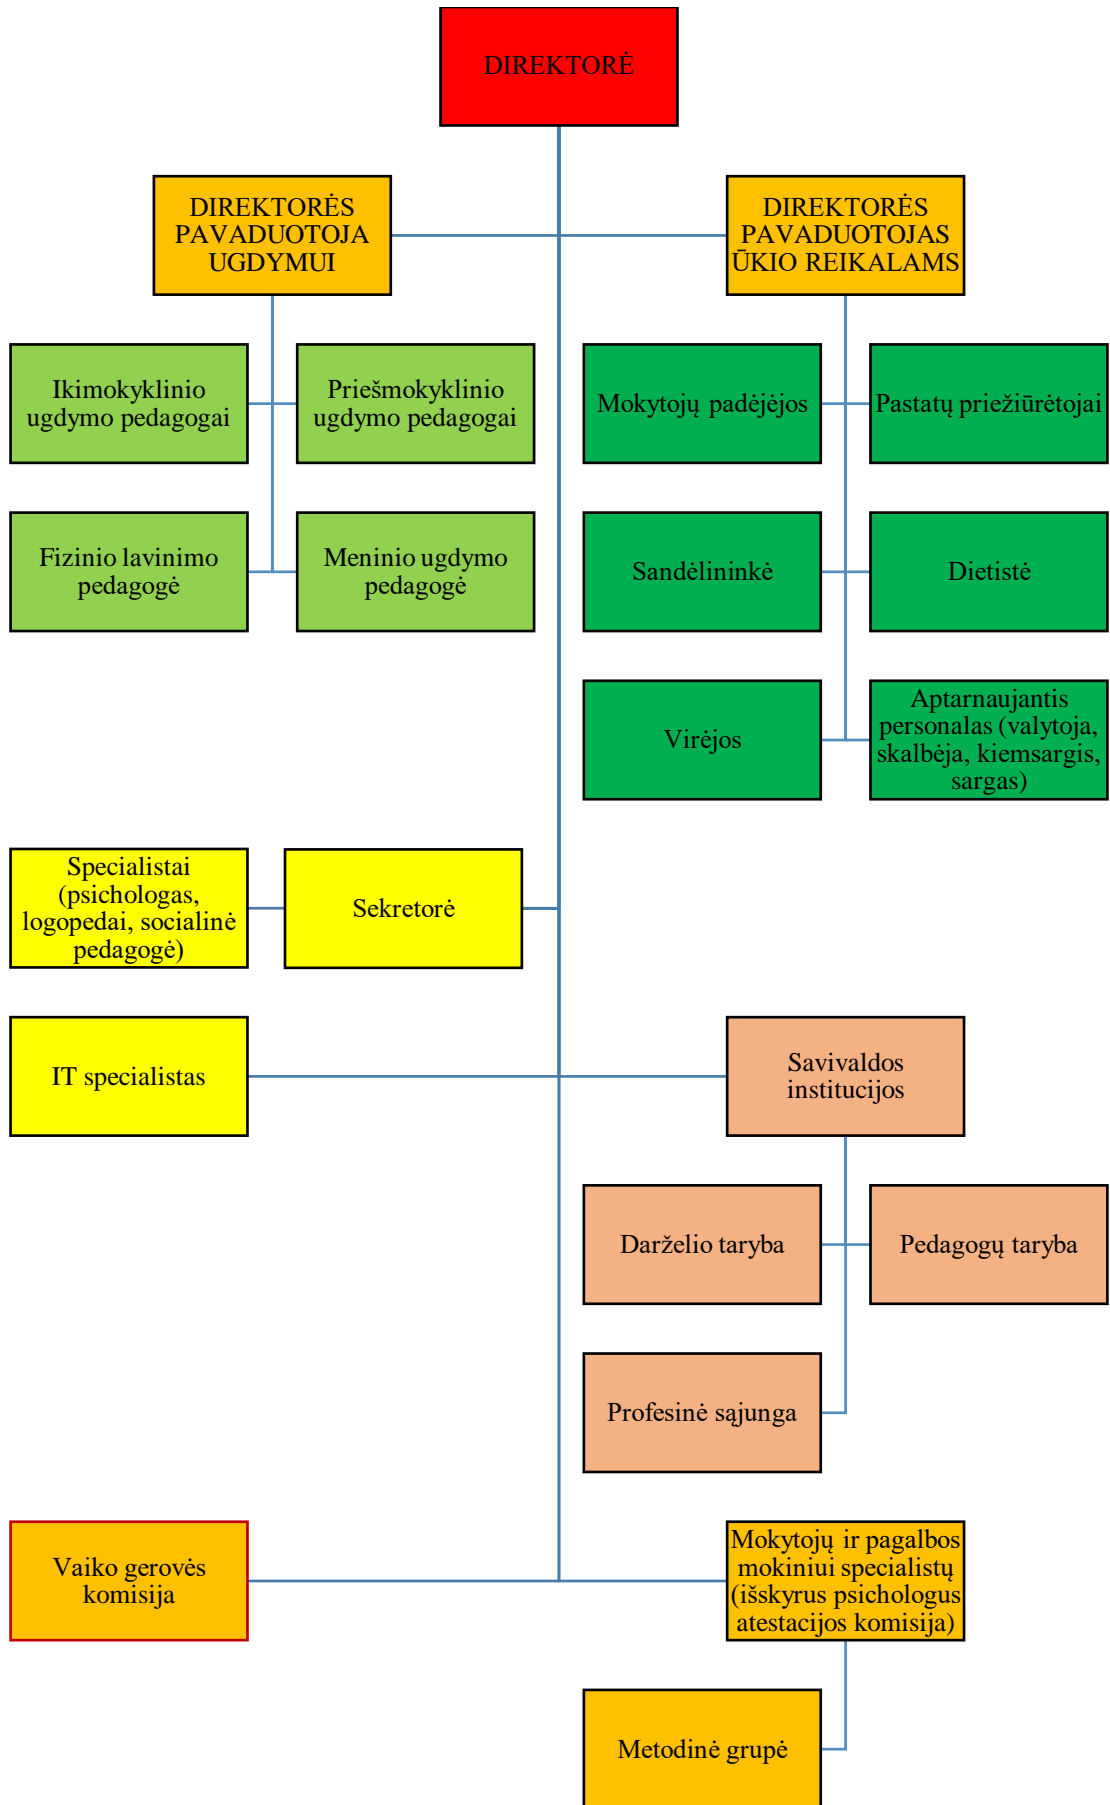 DIREKTORĖ
DIREKTORĖS
PAVADUOTOJA
UGDYMUI
DIREKTORĖS
PAVADUOTOJAS
ŪKIO REIKALAMS
Ikimokyklinio
ugdymo pedagogai
Priešmokyklinio
ugdymo pedagogai
Mokytojų padėjėjos
Pastatų priežiūrėtojai
Fizinio lavinimo
pedagogė
Meninio ugdymo
pedagogė
Sandėlininkė
Dietistė
Virėjos
Aptarnaujantis
personalas (valytoja,
skalbėja, kiemsargis,
sargas)
Specialistai
(psichologas,
logopedai, socialinė
pedagogė)
Sekretorė
IT specialistas
Savivaldos
institucijos
Darželio taryba
Pedagogų taryba
Profesinė sąjunga
Vaiko gerovės
komisija
Mokytojų ir pagalbos
mokiniui specialistų
(išskyrus psichologus
atestacijos komisija)
Metodinė grupė